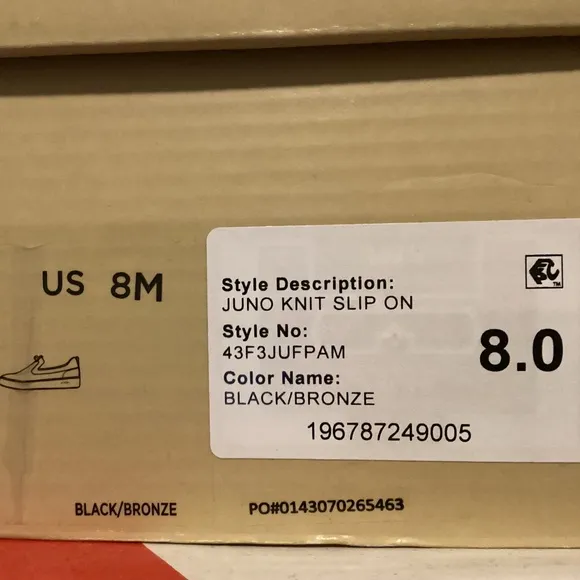 US 8M
Style Description:
JUNO KNIT SLIP ON
Style No:
43F3JUFPAM
Color Name:
BLACK/BRONZE
8.0
196787249005
BLACK/BRONZE
PO#0143070265463